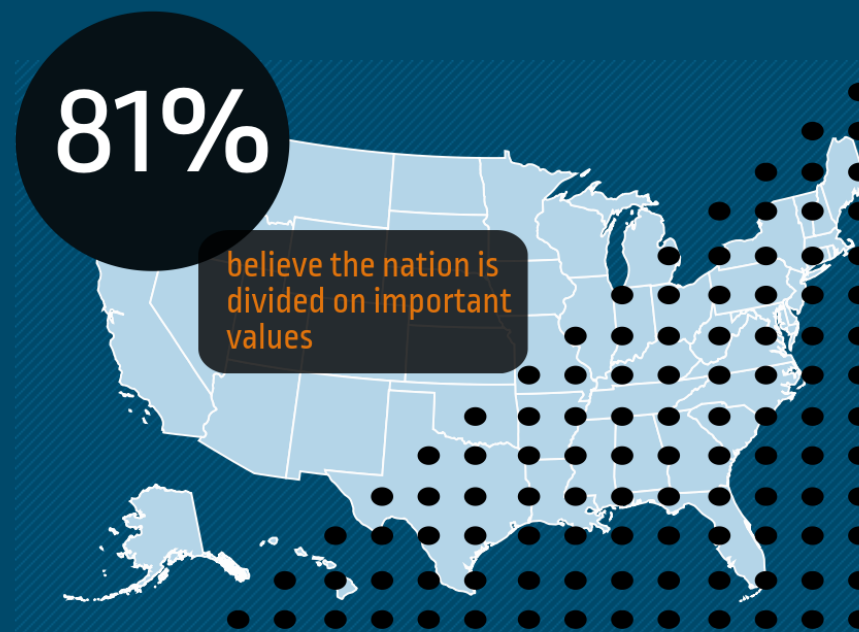 81%
believe the nation is
divided on important
values